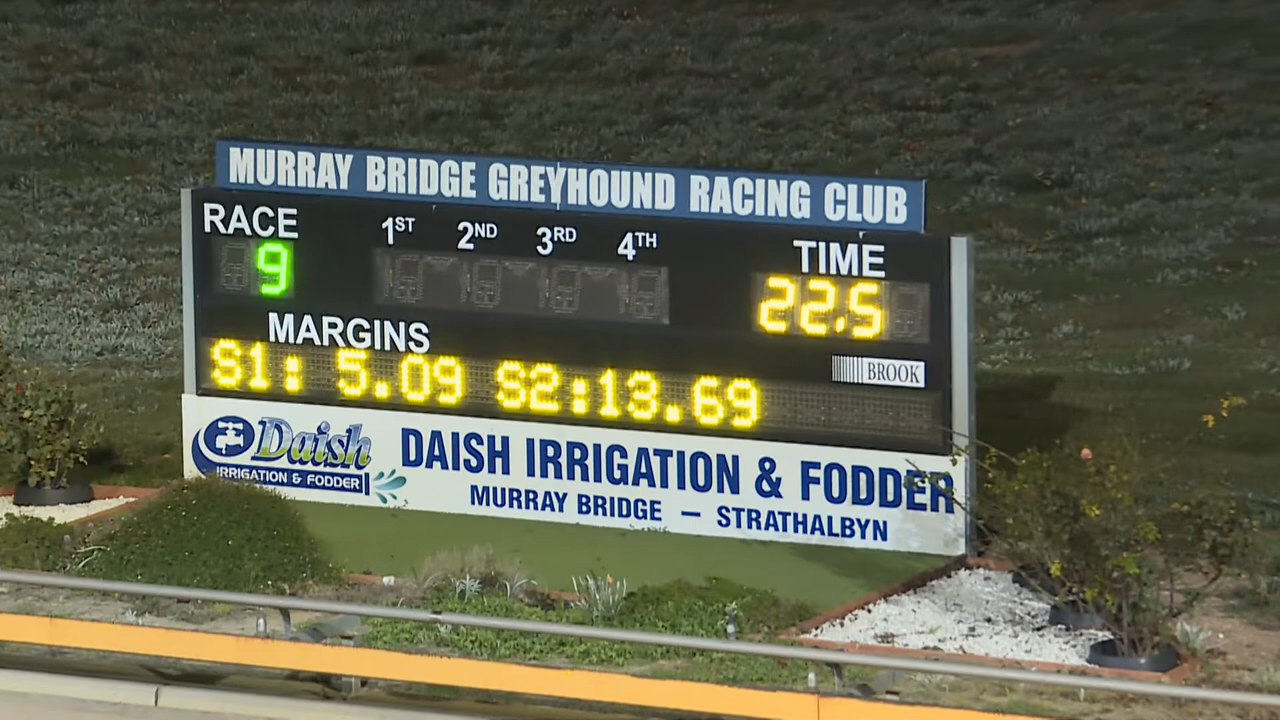 MURRAY BRIDGE GREYHOUND RACING CLUB
RACE 1ST 2ND 3RD 4TH TIME
9 22.5
MARGINS
BROOK
S1: 5.09 S2:13.69
Daish
IRRIGATION & FODDER
DAISH IRRIGATION & FODDER
MURRAY BRIDGE – STRATHALBYN